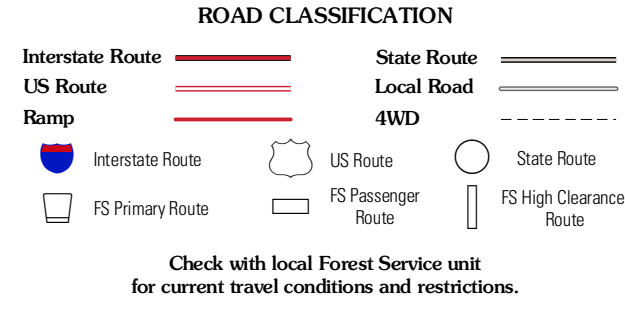 ROAD CLASSIFICATION
Interstate Route
State Route
US Route
Local Road
Ramp
4WD
Interstate Route
US Route
State Route
FS Primary Route
FS Passenger
Route
FS High Clearance
Route
Check with local Forest Service unit
for current travel conditions and restrictions.